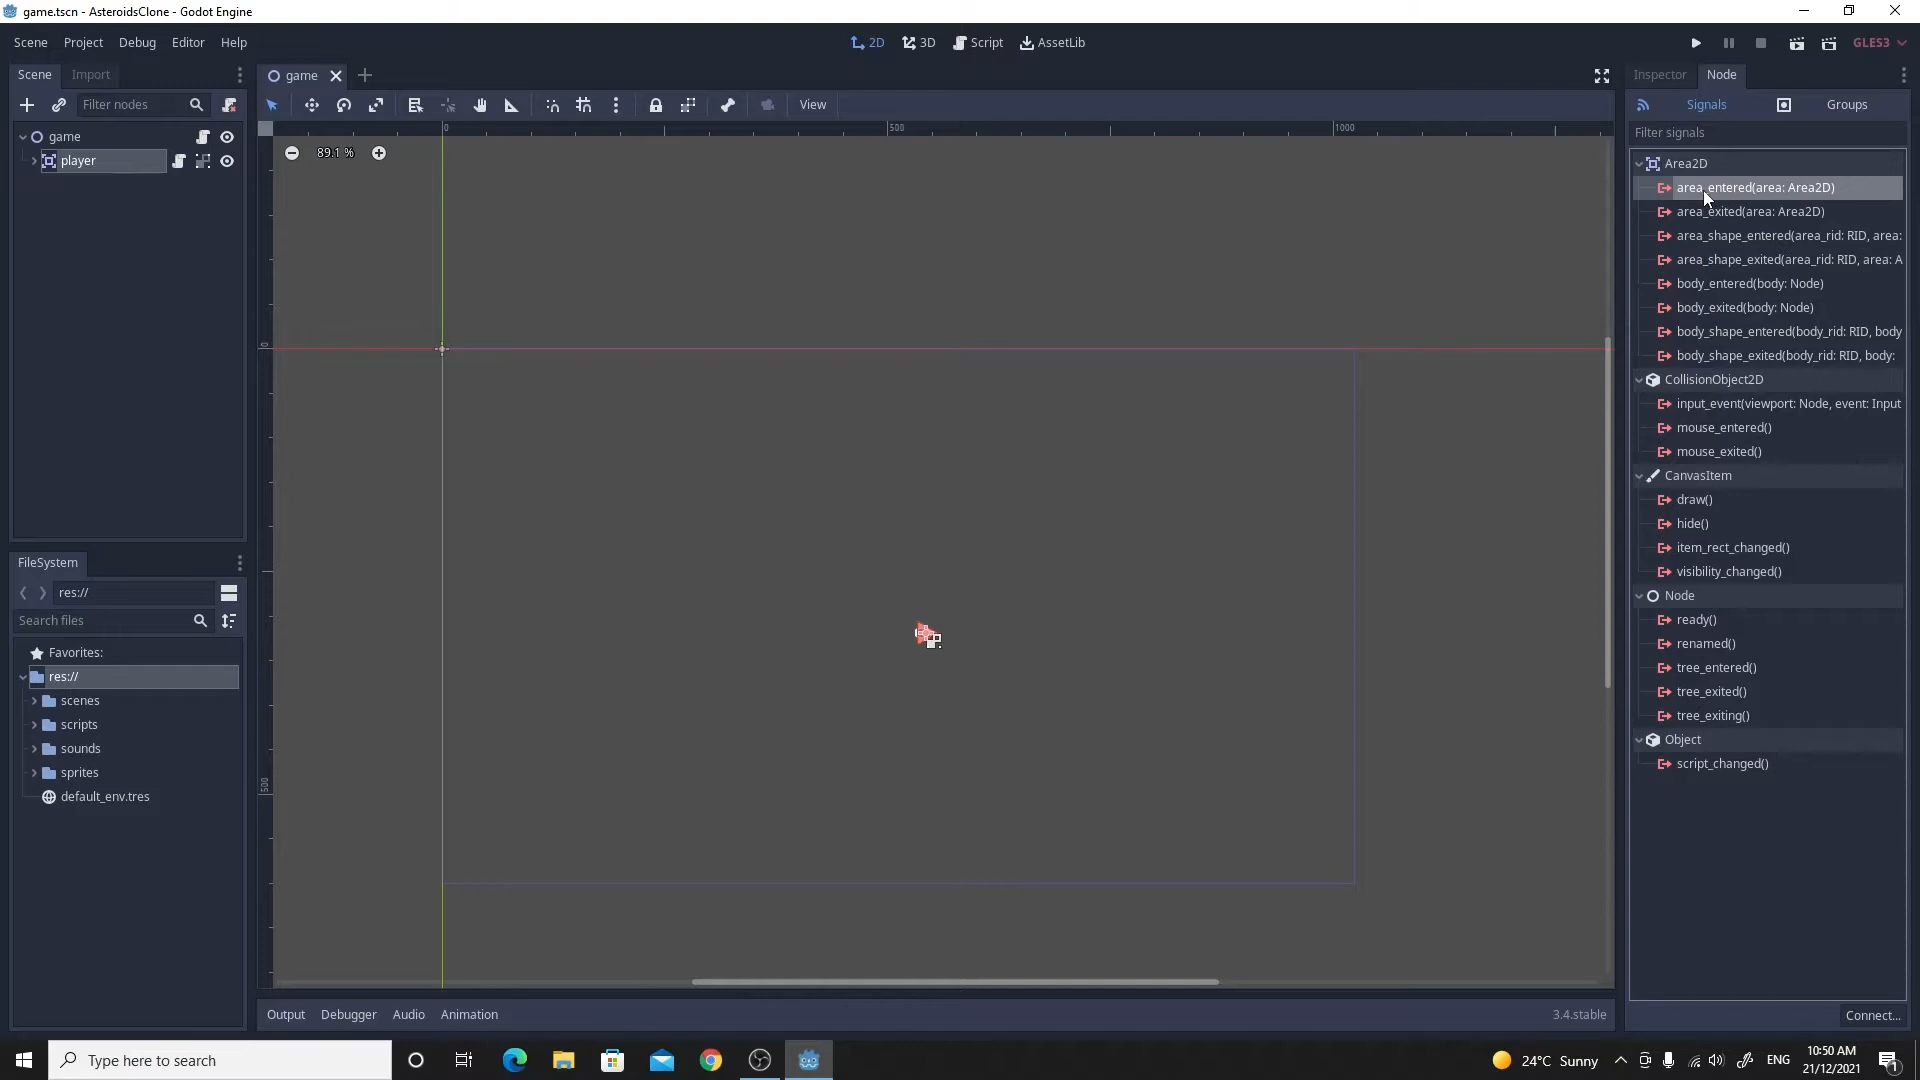 game.tscn - AsteroidsClone - Godot Engine
Scene Project Debug Editor Help
2D 3D Script AssetLib
GLES3
Scene Import
game
Inspector Node
Filter nodes
View
Signals Groups
Filter signals
0 500 1000
89.1 %
game
player
0
500
Area2D
area_entered(area: Area2D)
area_exited(area: Area2D)
area_shape_entered(area_rid: RID, area:
area_shape_exited(area_rid: RID, area: A
body_entered(body: Node)
body_exited(body: Node)
body_shape_entered(body_rid: RID, body
body_shape_exited(body_rid: RID, body:
CollisionObject2D
input_event(viewport: Node, event: Input
mouse_entered()
mouse_exited()
CanvasItem
draw()
hide()
item_rect_changed()
visibility_changed()
Node
ready()
renamed()
tree_entered()
tree_exited()
tree_exiting()
Object
script_changed()
FileSystem
res://
Search files
Favorites:
res://
scenes
scripts
sounds
sprites
default_env.tres
Output Debugger Audio Animation
3.4.stable
Connect...
Type here to search
24°C Sunny
ENG
10:50 AM
21/12/2021
1